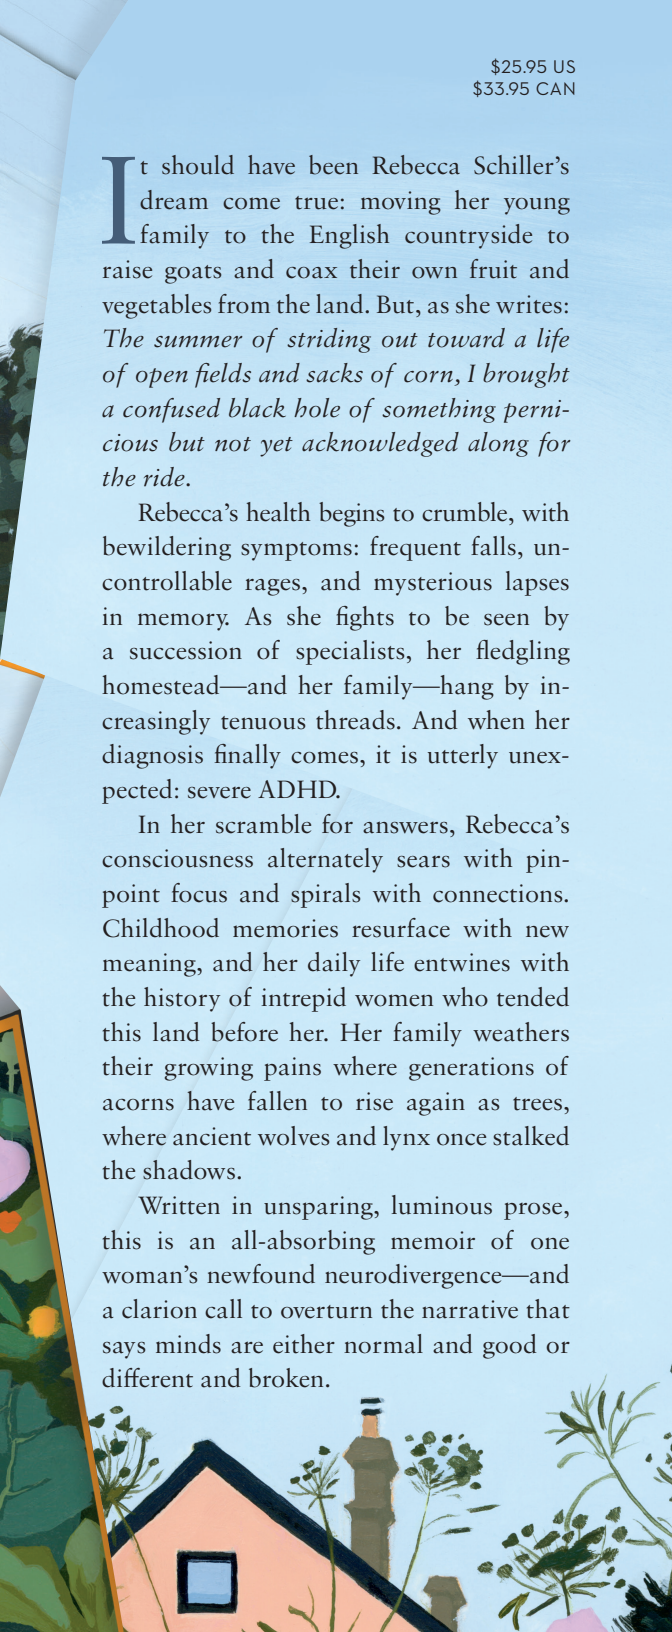 $25.95 US
$33.95 CAN
It should have been Rebecca Schiller’s
dream come true: moving her young
family to the English countryside to
raise goats and coax their own fruit and
vegetables from the land. But, as she writes:
The summer of striding out toward a life
of open fields and sacks of corn, I brought
a confused black hole of something perni-
cious but not yet acknowledged along for
the ride.
Rebecca’s health begins to crumble, with
bewildering symptoms: frequent falls, un-
controllable rages, and mysterious lapses
in memory. As she fights to be seen by
a succession of specialists, her fledgling
homestead—and her family—hang by in-
creasingly tenuous threads. And when her
diagnosis finally comes, it is utterly unex-
pected: severe ADHD.
In her scramble for answers, Rebecca’s
consciousness alternately sears with pin-
point focus and spirals with connections.
Childhood memories resurface with new
meaning, and her daily life entwines with
the history of intrepid women who tended
this land before her. Her family weathers
their growing pains where generations of
acorns have fallen to rise again as trees,
where ancient wolves and lynx once stalked
the shadows.
Written in unsparing, luminous prose,
this is an all-absorbing memoir of one
woman’s newfound neurodivergence—and
a clarion call to overturn the narrative that
says minds are either normal and good or
different and broken.